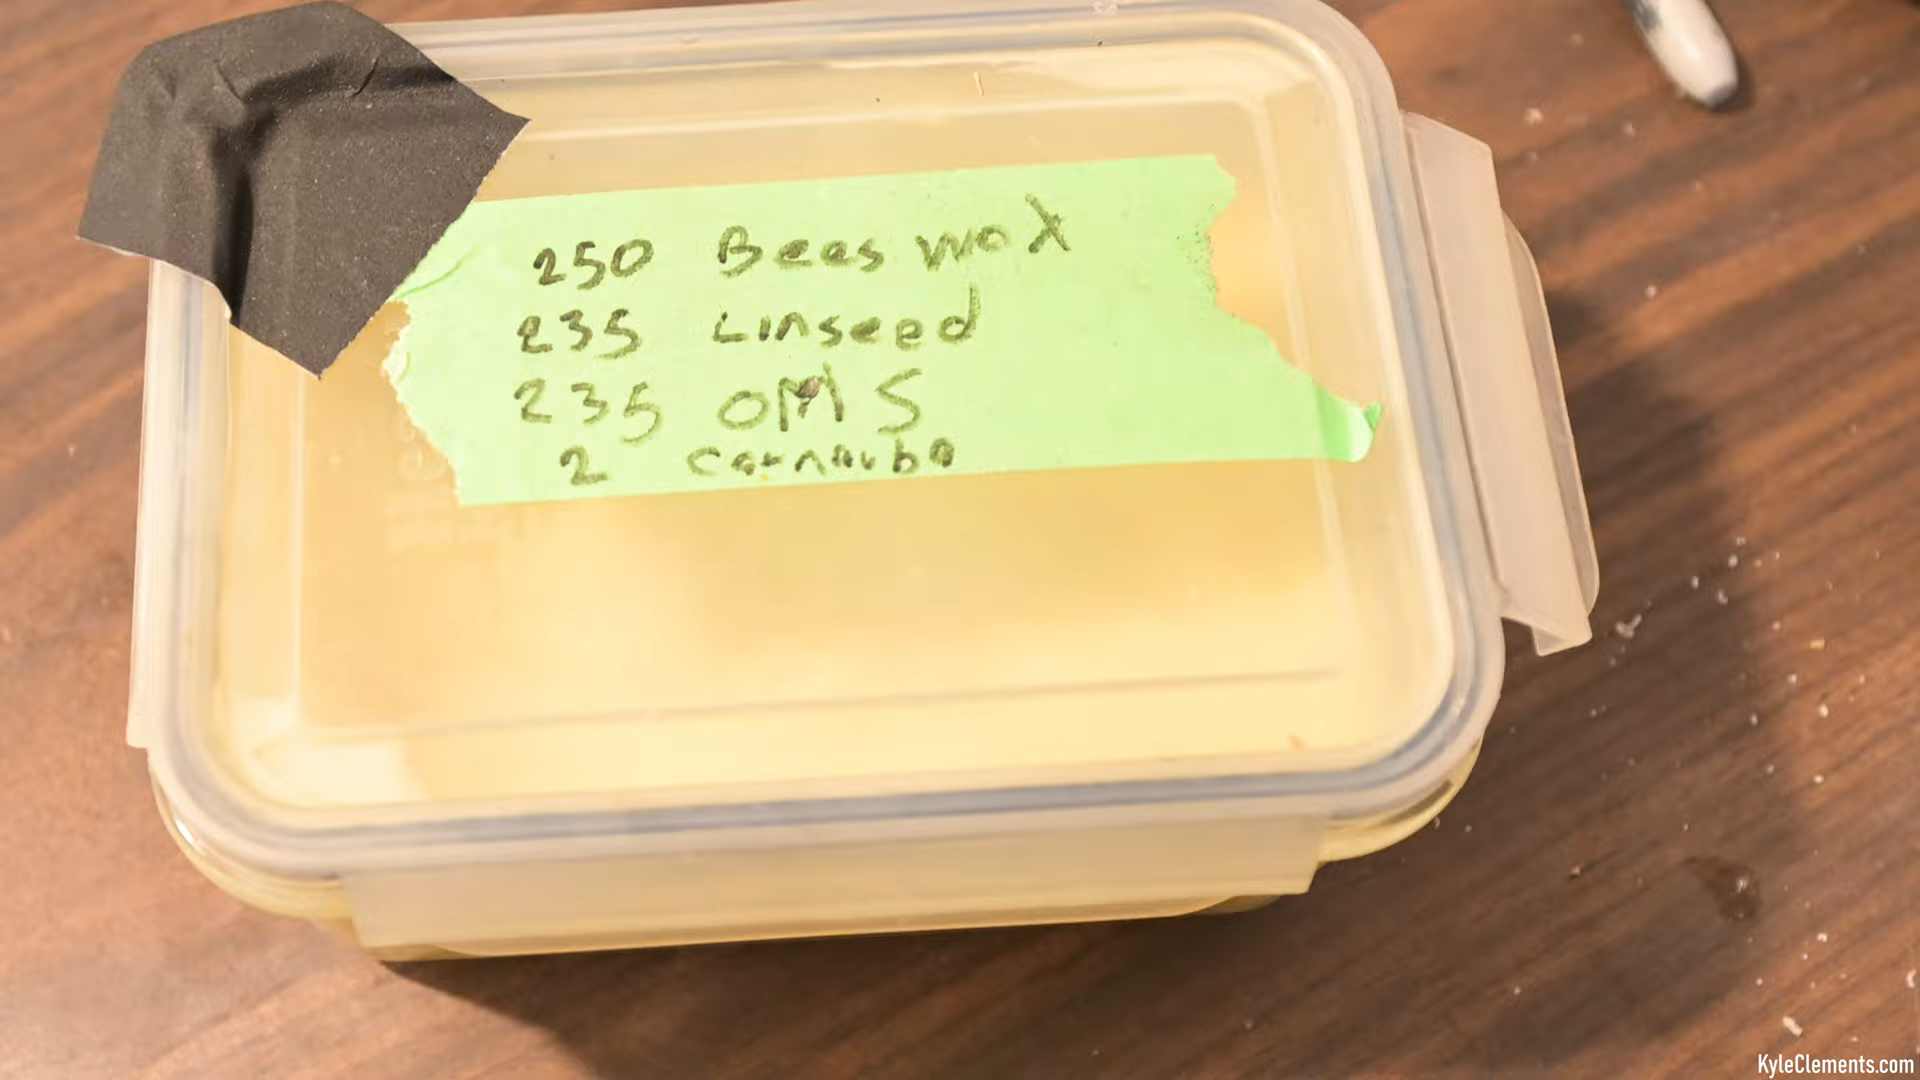 250 Bees wax
235 Linseed
235 OMS
2 carnauba
KyleClements.com